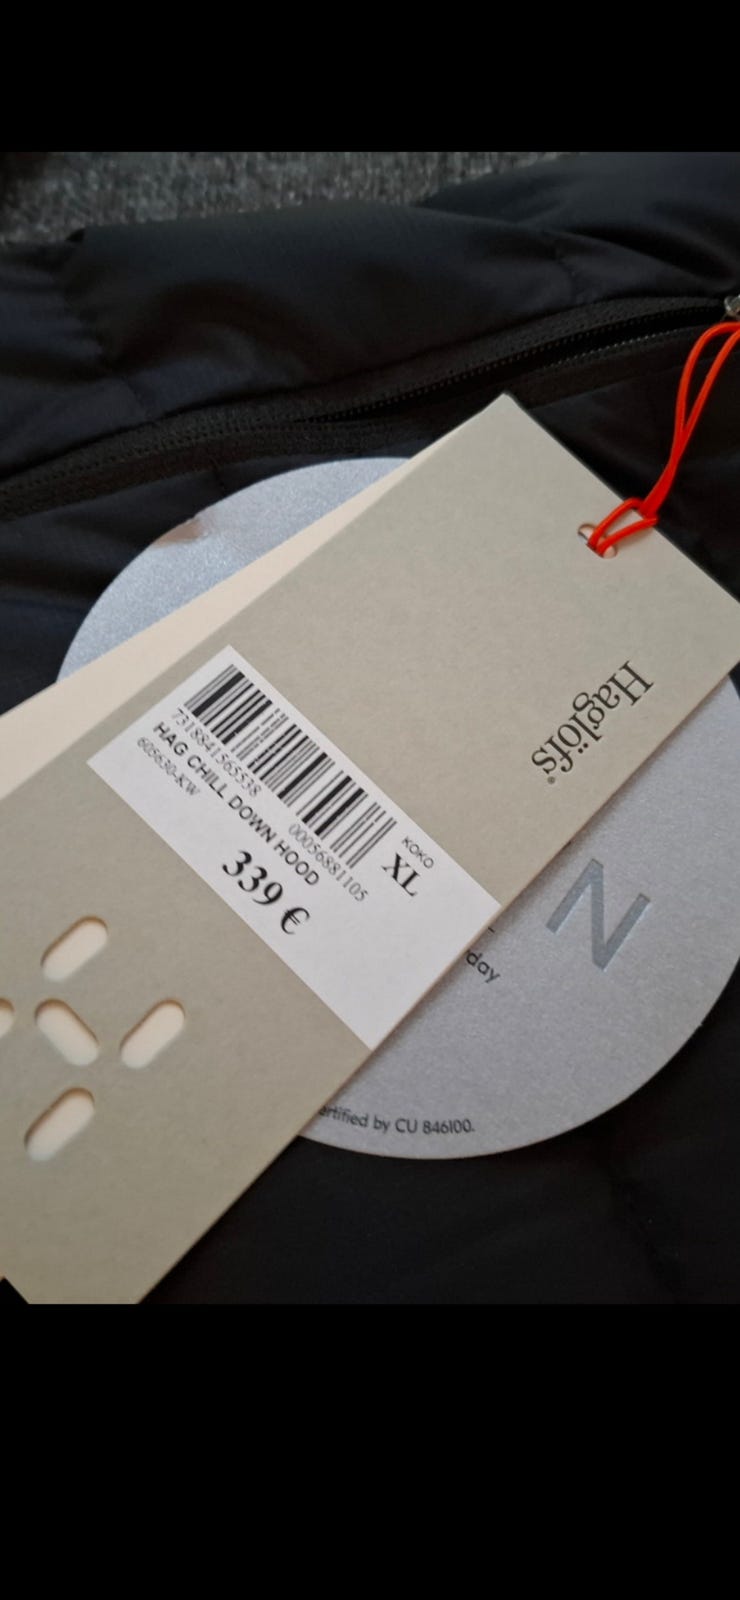 Haglöfs®
7318841565538
00056881105
HAG CHILL DOWN HOOD
605630-KW
KOKO
XL
339 €
N
day
ertified by CU 846100.